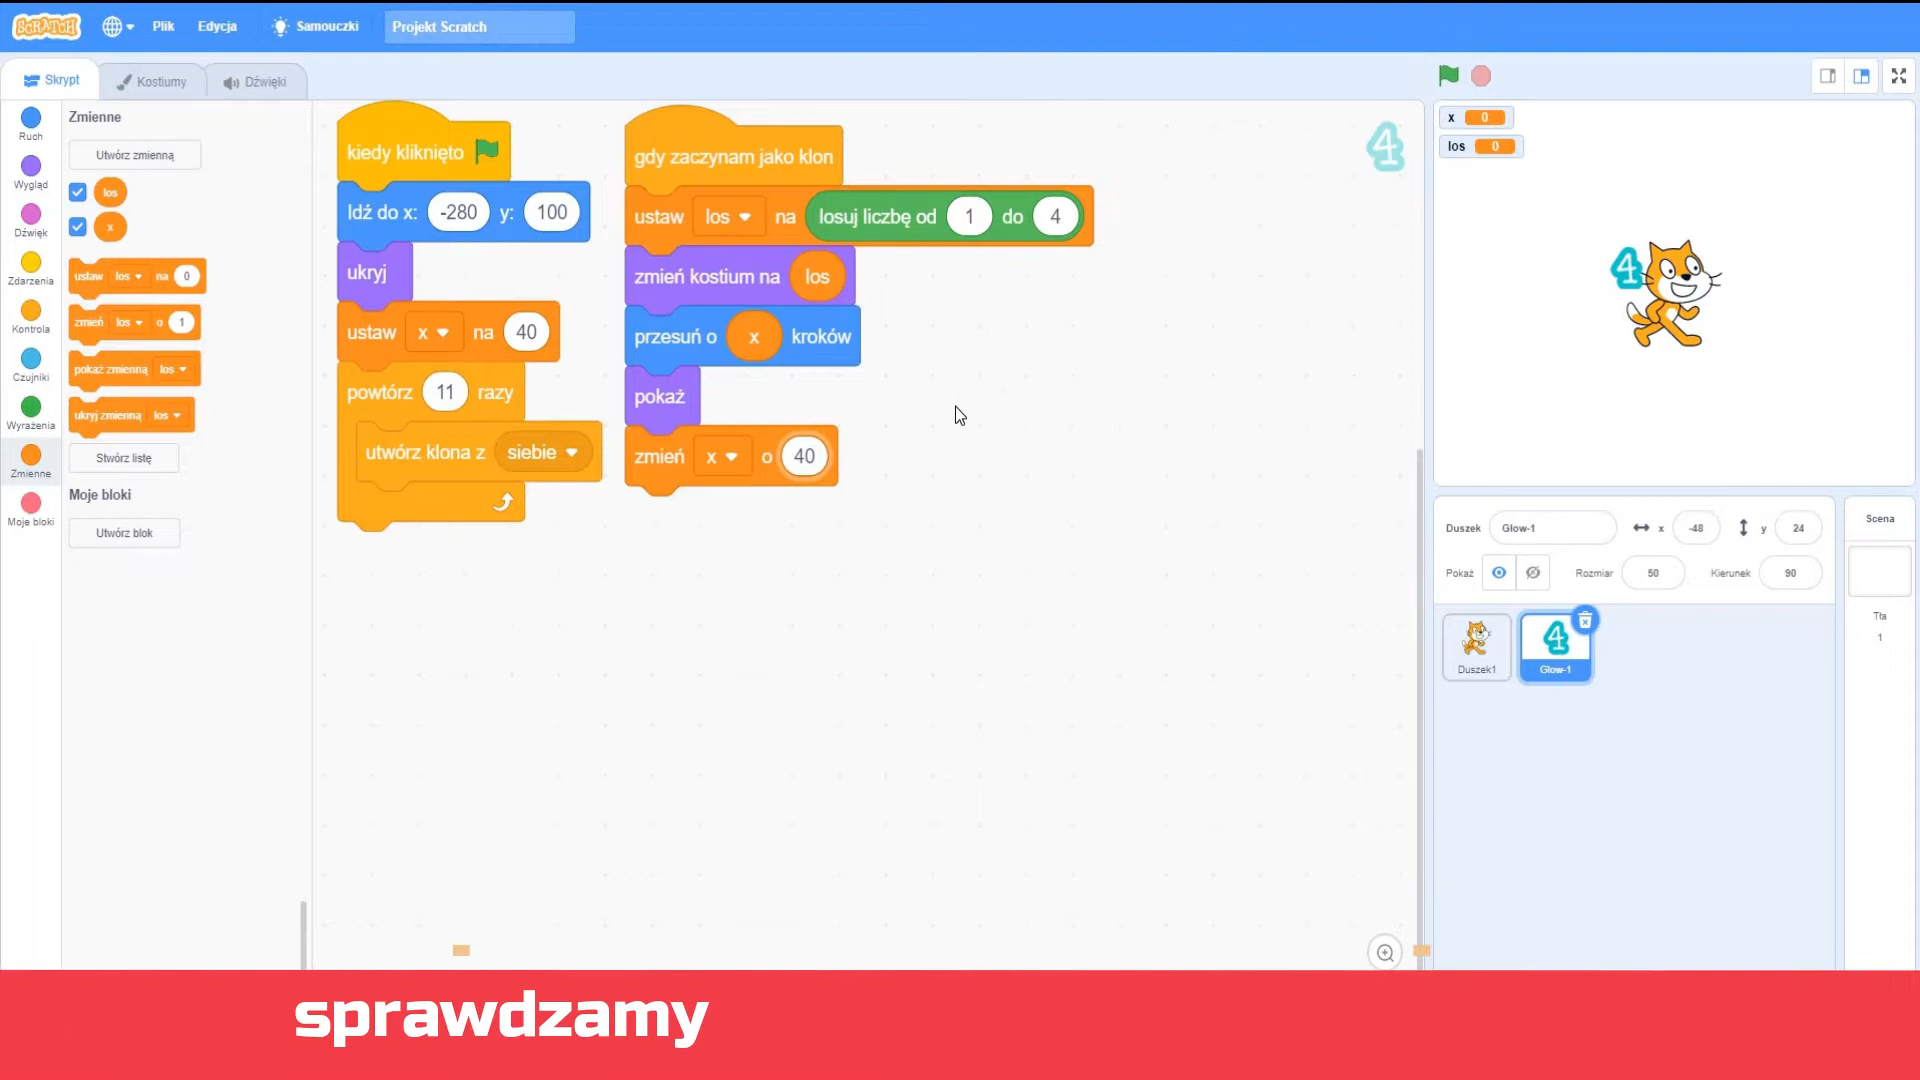 SCRATCH
Plik
Edycja
Samouczki
Projekt Scratch
Skrypt
Kostiumy
Dźwięki
Ruch
Wygląd
Dźwięk
Zdarzenia
Kontrola
Czujniki
Wyrażenia
Zmienne
Moje bloki
Zmienne
Utwórz zmienną
los
x
ustaw los na 0
zmień los o 1
pokaż zmienną los
ukryj zmienną los
Stwórz listę
Moje bloki
Utwórz blok
kiedy kliknięto
Idź do x: -280 y: 100
ukryj
ustaw x na 40
powtórz 11 razy
utwórz klona z siebie
gdy zaczynam jako klon
ustaw los na losuj liczbę od 1 do 4
zmień kostium na los
przesuń o x kroków
pokaż
zmień x o 40
4
x 0
los 0
4
Duszek Glow-1 x -48 y 24
Pokaż Rozmiar 50 Kierunek 90
Duszek1
4
Glow-1
Scena
Tła
1
sprawdzamy